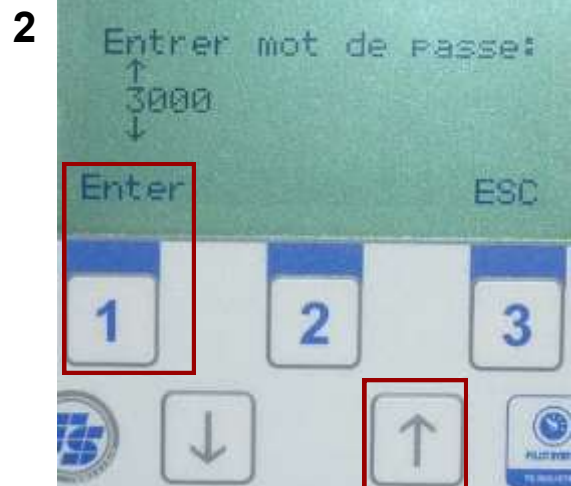 2
Entrer mot de passe:
↑
3000
↓
Enter ESC
1 2 3
↓ ↑